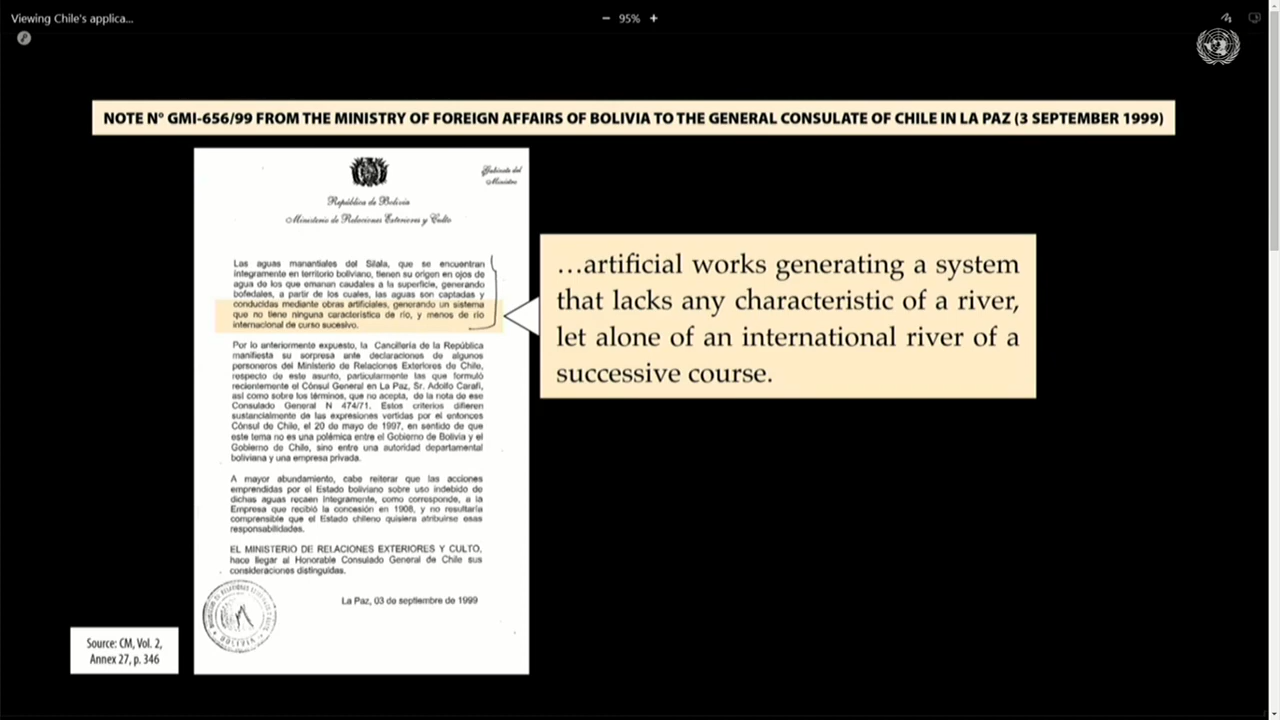 Viewing Chile's applica...
95%
NOTE N° GMI-656/99 FROM THE MINISTRY OF FOREIGN AFFAIRS OF BOLIVIA TO THE GENERAL CONSULATE OF CHILE IN LA PAZ (3 SEPTEMBER 1999)
Gabinete del
Ministro
República de Bolivia
Ministerio de Relaciones Exteriores y Culto
Las aguas manantiales del Silala, que se encuentran
íntegramente en territorio boliviano, tienen su origen en ojos de
agua de los que emanan caudales a la superficie, generando
bofedales, a partir de los cuales, las aguas son captadas y
conducidas mediante obras artificiales, generando un sistema
que no tiene ninguna característica de río, y menos de río
internacional de curso sucesivo.
Por lo anteriormente expuesto, la Cancillería de la República
manifiesta su sorpresa ante declaraciones de algunos
personeros del Ministerio de Relaciones Exteriores de Chile,
respecto de este asunto, particularmente las que formuló
recientemente el Cónsul General en La Paz, Sr. Adolfo Carafi,
así como sobre los términos, que no acepta, de la nota de ese
Consulado General N 474/71. Estos criterios difieren
sustancialmente de las expresiones vertidas por el entonces
Cónsul de Chile, el 20 de mayo de 1997, en sentido de que
este tema no es una polémica entre el Gobierno de Bolivia y el
Gobierno de Chile, sino entre una autoridad departamental
boliviana y una empresa privada.
A mayor abundamiento, cabe reiterar que las acciones
emprendidas por el Estado boliviano sobre uso indebido de
dichas aguas recaen íntegramente, como corresponde, a la
Empresa que recibió la concesión en 1908, y no resultaría
comprensible que el Estado chileno quisiera atribuirse esas
responsabilidades.
EL MINISTERIO DE RELACIONES EXTERIORES Y CULTO,
hace llegar al Honorable Consulado General de Chile sus
consideraciones distinguidas.
La Paz, 03 de septiembre de 1999
BOLIVIA
…artificial works generating a system
that lacks any characteristic of a river,
let alone of an international river of a
successive course.
Source: CM, Vol. 2,
Annex 27, p. 346